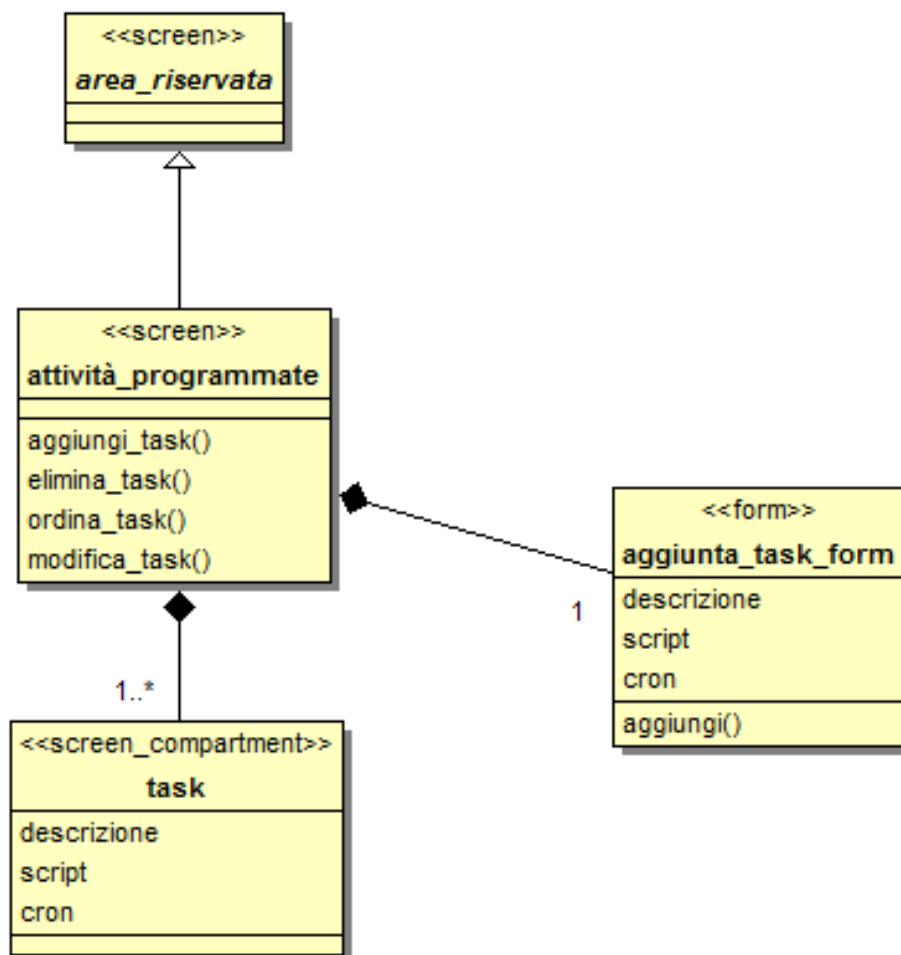 <<screen>>
area_riservata
<<screen>>
attività_programmate
aggiungi_task()
elimina_task()
ordina_task()
modifica_task()
<<form>>
aggiunta_task_form
descrizione
script
cron
aggiungi()
1
1..*
<<screen_compartment>>
task
descrizione
script
cron